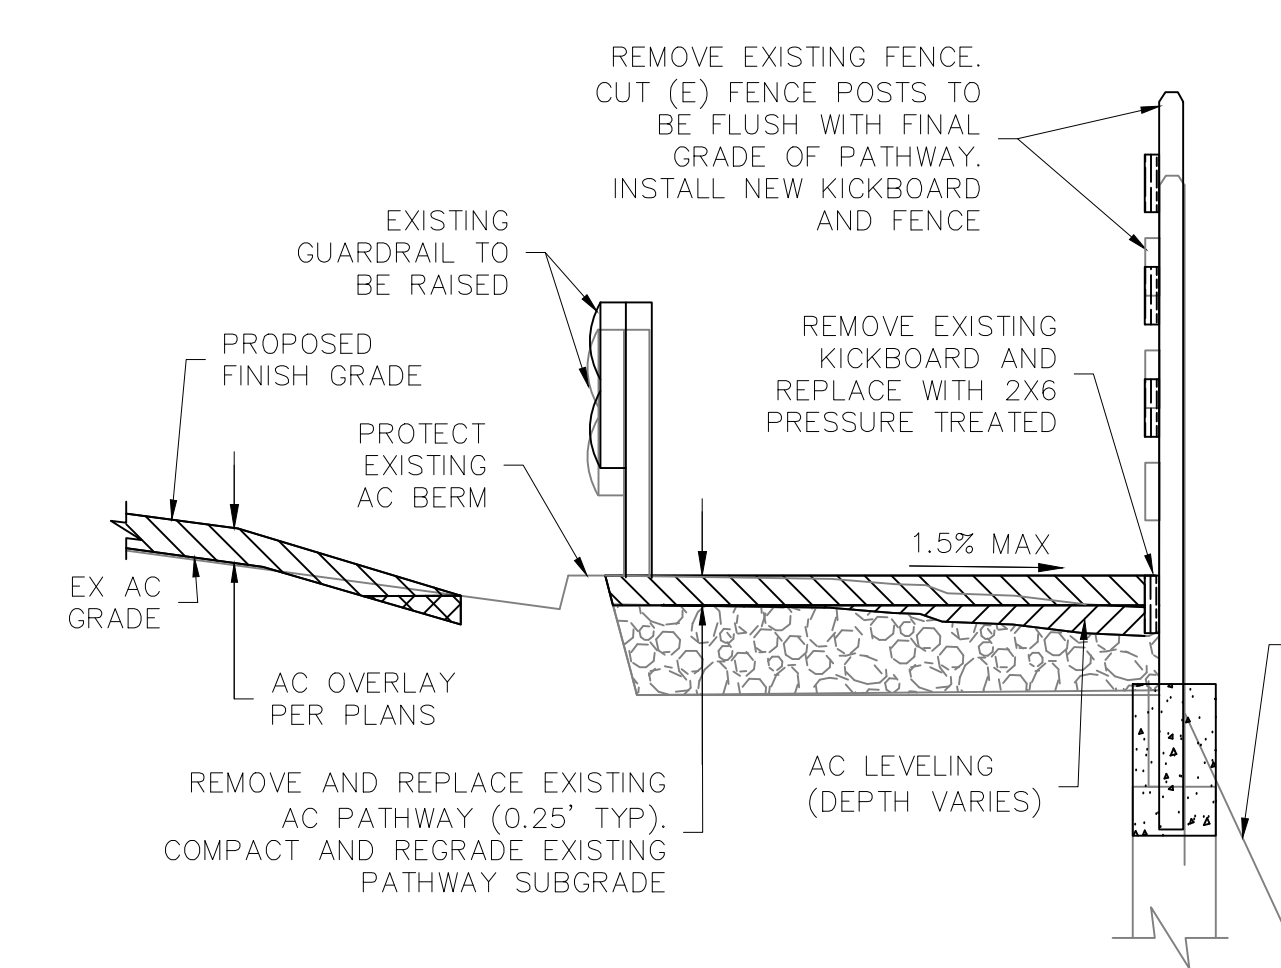 REMOVE EXISTING FENCE.
CUT (E) FENCE POSTS TO
BE FLUSH WITH FINAL
GRADE OF PATHWAY.
INSTALL NEW KICKBOARD
AND FENCE
EXISTING
GUARDRAIL TO
BE RAISED
REMOVE EXISTING
KICKBOARD AND
REPLACE WITH 2X6
PRESSURE TREATED
PROPOSED
FINISH GRADE
PROTECT
EXISTING
AC BERM
1.5% MAX
EX AC
GRADE
AC OVERLAY
PER PLANS
AC LEVELING
(DEPTH VARIES)
REMOVE AND REPLACE EXISTING
AC PATHWAY (0.25' TYP).
COMPACT AND REGRADE EXISTING
PATHWAY SUBGRADE